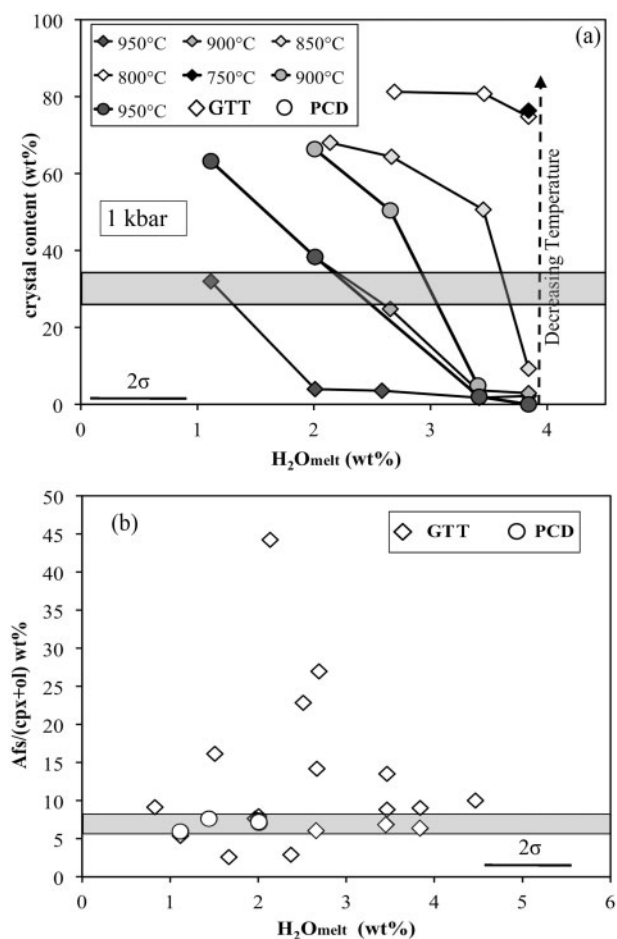 100
80
60
40
20
0
crystal content (wt%)
950°C 900°C 850°C
800°C 750°C 900°C
950°C GTT PCD
(a)
1 kbar
Decreasing Temperature
2σ
0 1 2 3 4
H₂Omelt (wt%)
50
45
40
35
30
25
20
15
10
5
0
Afs/(cpx+ol) wt%
(b)
GTT PCD
2σ
0 1 2 3 4 5 6
H₂Omelt (wt%)